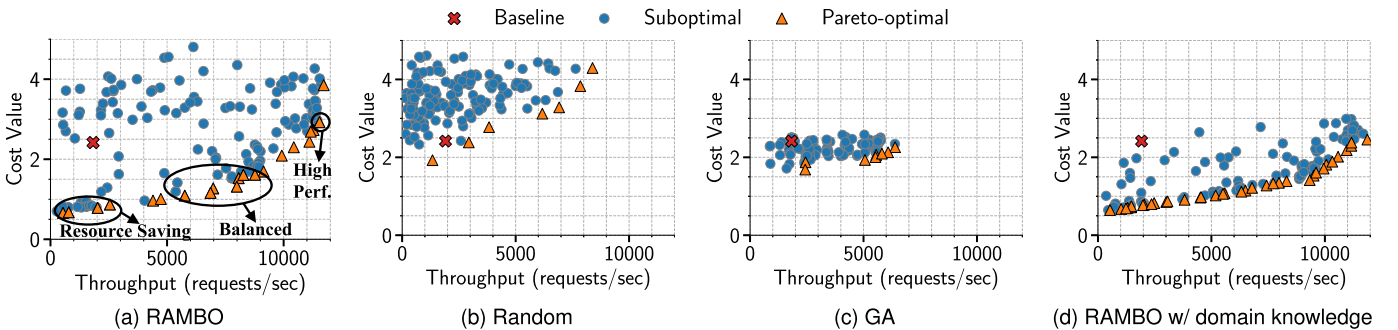 Baseline Suboptimal Pareto-optimal
Cost Value
4
2
0
0 5000 10000
Throughput (requests/sec)
High
Perf.
Resource Saving
Balanced
(a) RAMBO
Cost Value
4
2
0
0 5000 10000
Throughput (requests/sec)
(b) Random
Cost Value
4
2
0
0 5000 10000
Throughput (requests/sec)
(c) GA
Cost Value
4
2
0
0 5000 10000
Throughput (requests/sec)
(d) RAMBO w/ domain knowledge